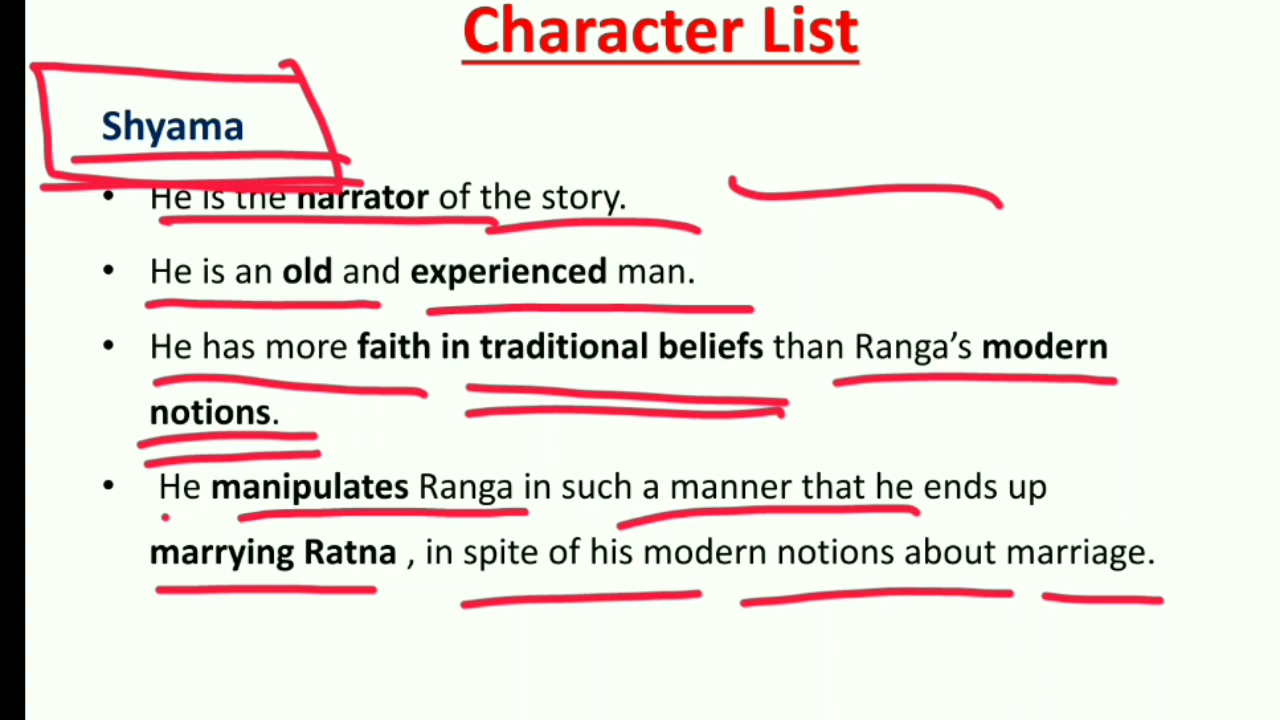 Character List
Shyama
• He is the narrator of the story.
• He is an old and experienced man.
• He has more faith in traditional beliefs than Ranga’s modern
notions.
• He manipulates Ranga in such a manner that he ends up
marrying Ratna , in spite of his modern notions about marriage.